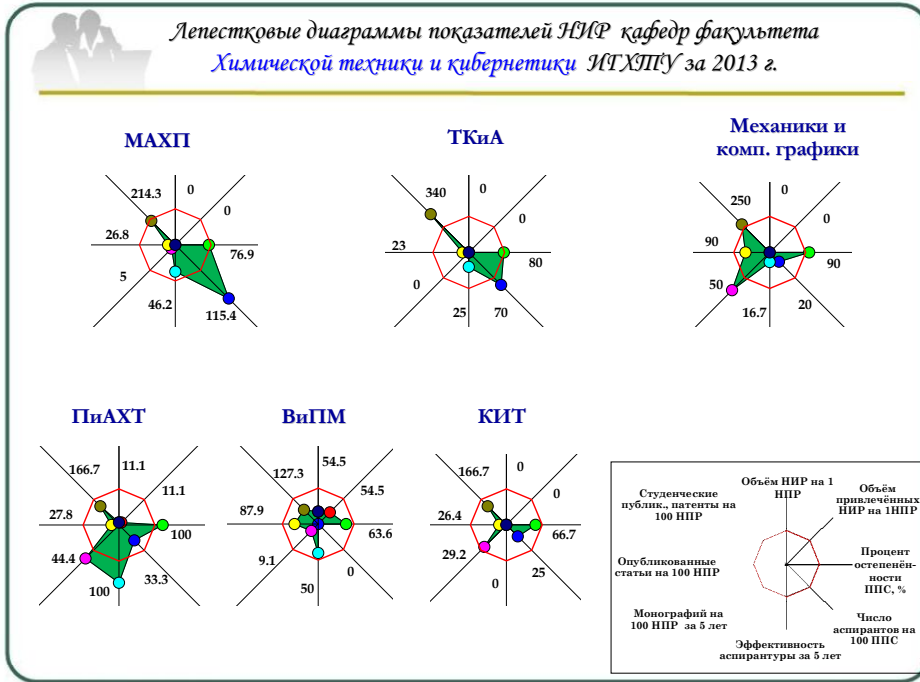 Лепестковые диаграммы показателей НИР кафедр факультета
Химической техники и кибернетики ИГХТУ за 2013 г.
МАХП
214.3
0
0
26.8
76.9
5
46.2
115.4
ТКиА
340
0
0
23
80
0
25
70
Механики и
комп. графики
250
0
0
90
90
50
16.7
20
ПиАХТ
166.7
11.1
11.1
27.8
100
44.4
100
33.3
ВиПМ
127.3
54.5
54.5
87.9
63.6
9.1
50
0
КИТ
166.7
0
0
26.4
66.7
29.2
0
25
Объём НИР на 1
НПР
Объём
привлечённых
НИР на 1НПР
Студенческие
публик., патенты на
100 НПР
Процент
остепенён-
ности
ППС, %
Опубликованные
статьи на 100 НПР
Монографий на
100 НПР за 5 лет
Число
аспирантов на
100 ППС
Эффективность
аспирантуры за 5 лет